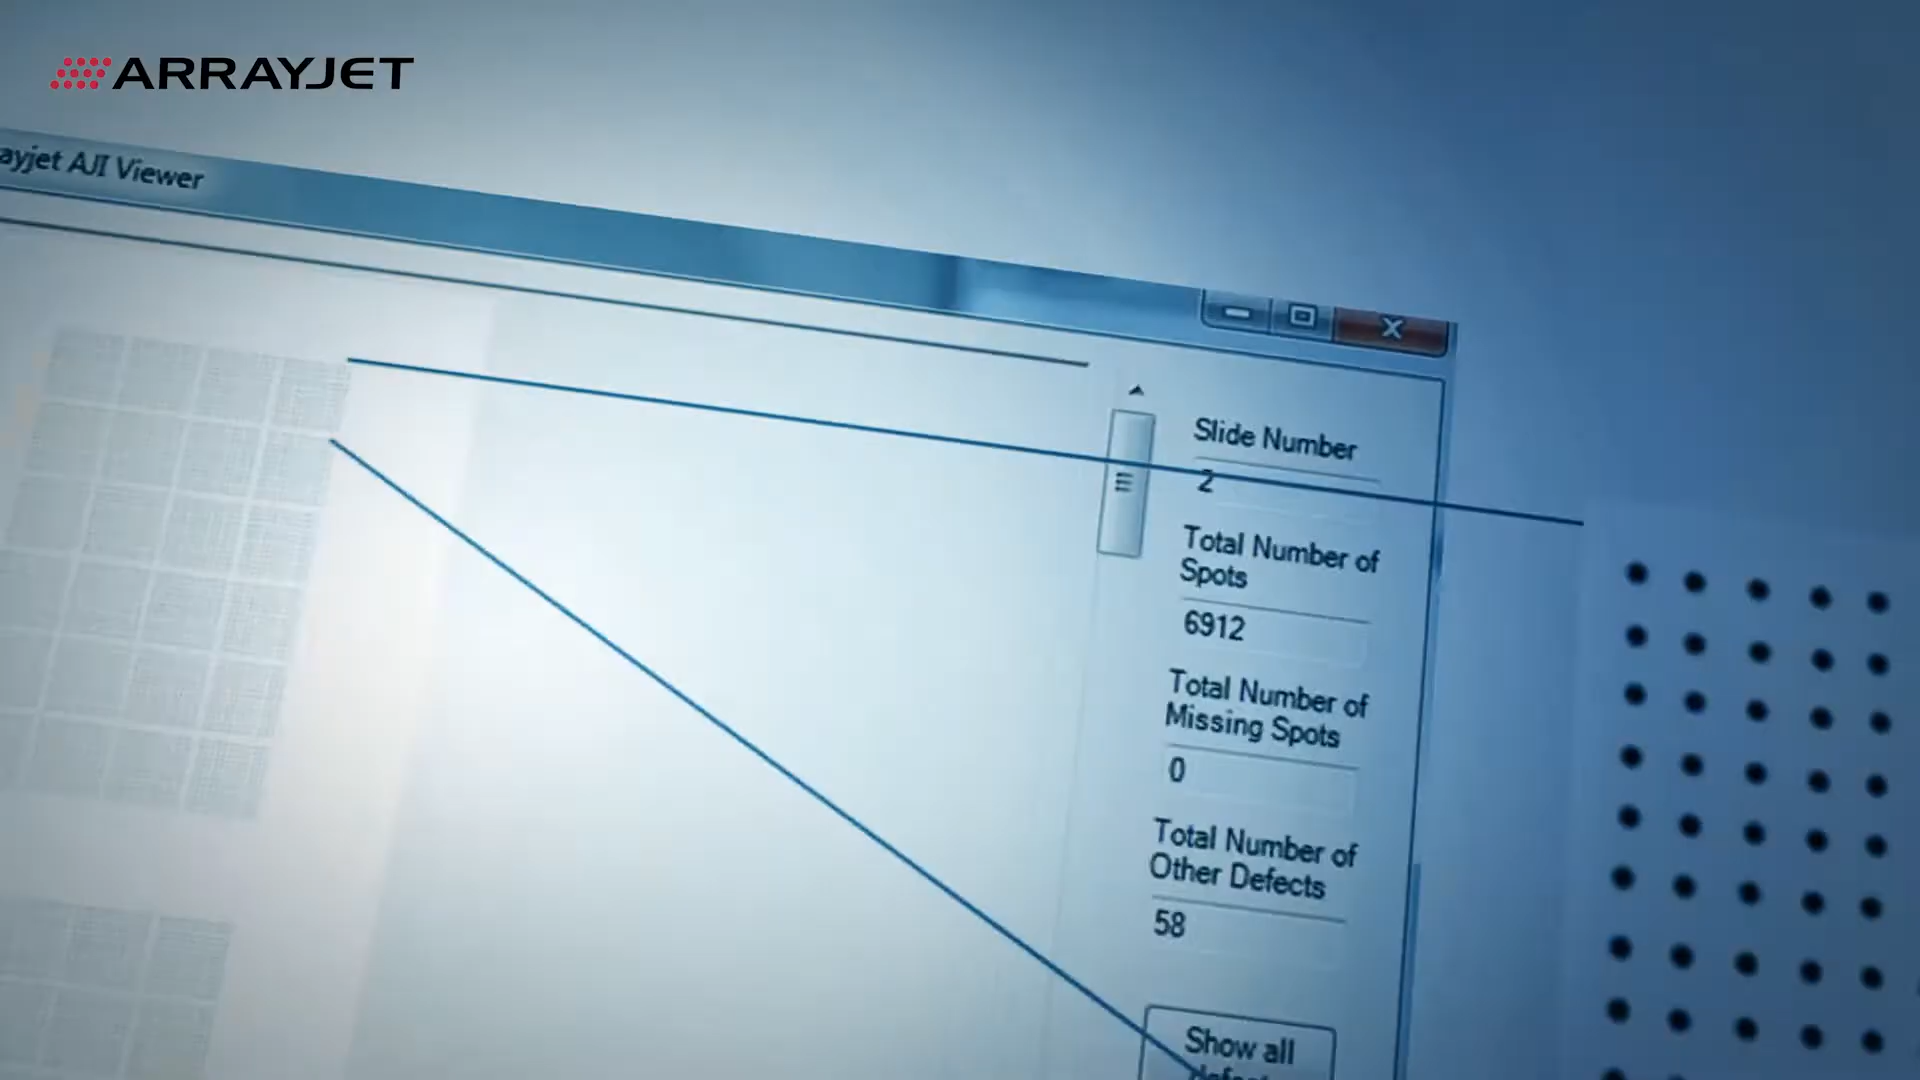 ARRAYJET
ayjet AJI Viewer
Slide Number
2
Total Number of
Spots
6912
Total Number of
Missing Spots
0
Total Number of
Other Defects
58
Show all